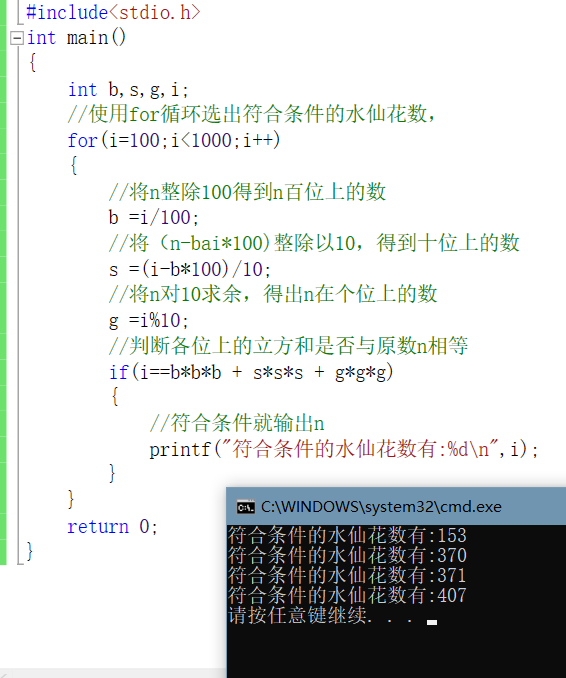 #include<stdio.h>
int main()
{
int b,s,g,i;
//使用for循环选出符合条件的水仙花数，
for(i=100;i<1000;i++)
{
//将n整除100得到n百位上的数
b =i/100;
//将（n-bai*100)整除以10，得到十位上的数
s =(i-b*100)/10;
//将n对10求余，得出n在个位上的数
g =i%10;
//判断各位上的立方和是否与原数n相等
if(i==b*b*b + s*s*s + g*g*g)
{
//符合条件就输出n
printf("符合条件的水仙花数有:%d\n",i);
}
}
return 0;
}
C:\WINDOWS\system32\cmd.exe
符合条件的水仙花数有:153
符合条件的水仙花数有:370
符合条件的水仙花数有:371
符合条件的水仙花数有:407
请按任意键继续. . .